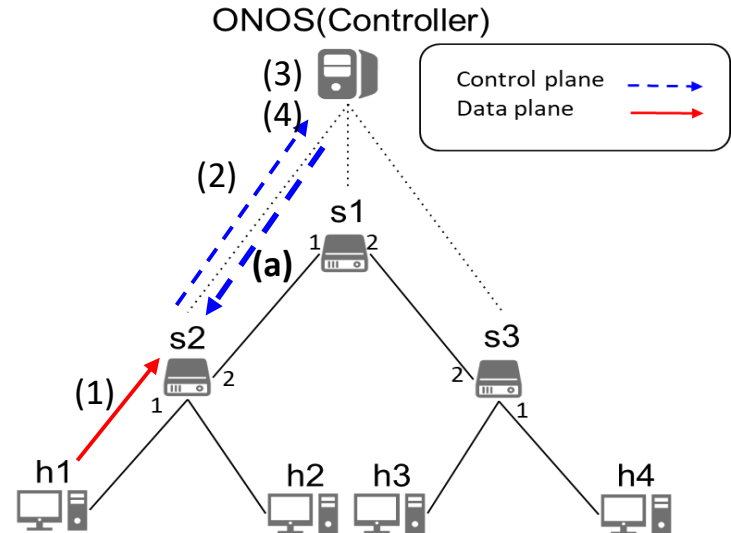 ONOS(Controller)
(3)
(4)
Control plane
Data plane
(2)
s1
1
2
(a)
s2
s3
(1)
2
1
2
1
h1
h2
h3
h4